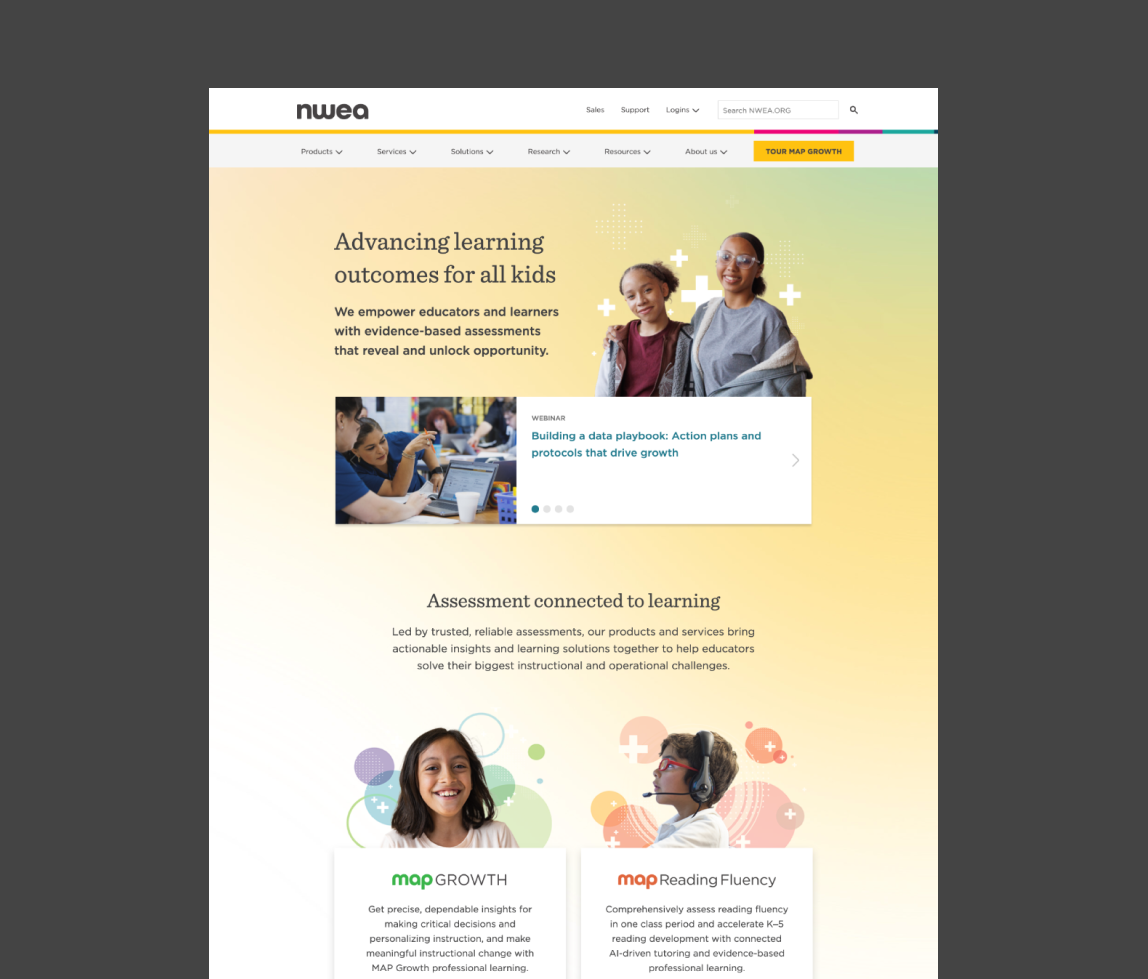 nwea
Sales Support Logins Search NWEA.ORG
Products Services Solutions Research Resources About us TOUR MAP GROWTH
Advancing learning
outcomes for all kids
We empower educators and learners
with evidence-based assessments
that reveal and unlock opportunity.
WEBINAR
Building a data playbook: Action plans and
protocols that drive growth
Assessment connected to learning
Led by trusted, reliable assessments, our products and services bring
actionable insights and learning solutions together to help educators
solve their biggest instructional and operational challenges.
map GROWTH
Get precise, dependable insights for
making critical decisions and
personalizing instruction, and make
meaningful instructional change with
MAP Growth professional learning.
map Reading Fluency
Comprehensively assess reading fluency
in one class period and accelerate K–5
reading development with connected
AI-driven tutoring and evidence-based
professional learning.